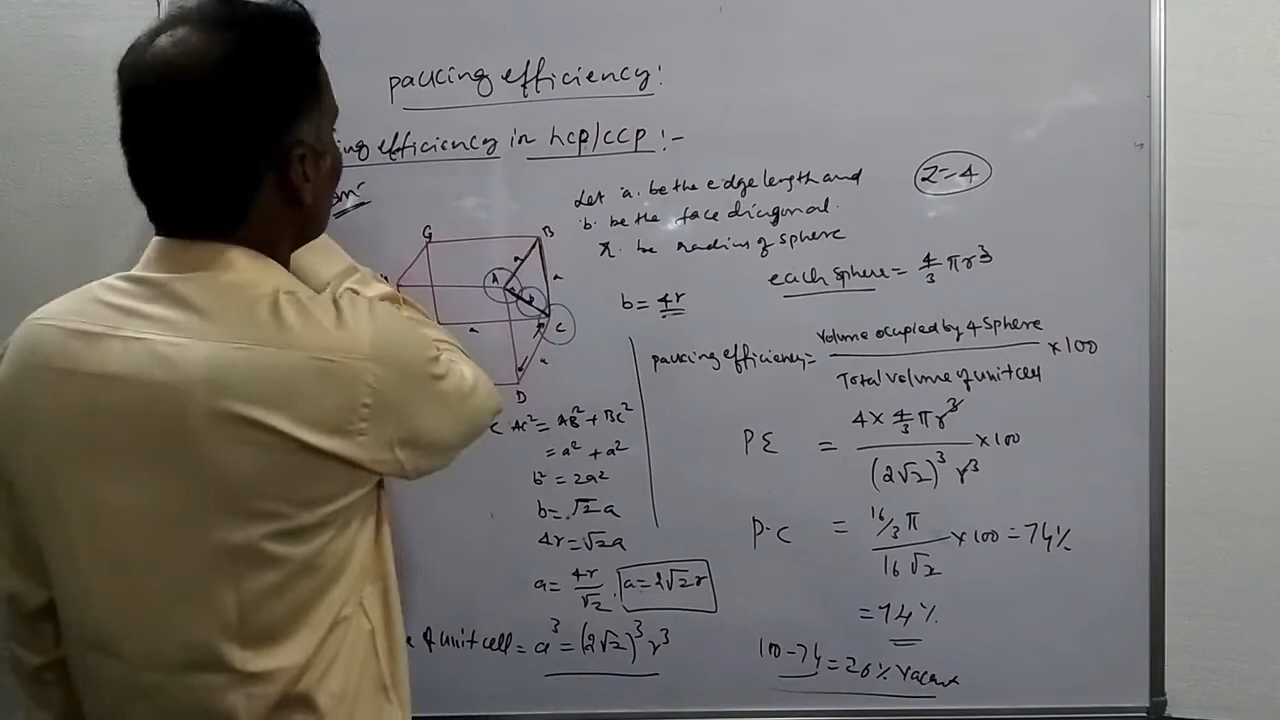 packing efficiency:
ing efficiency in hcp/ccp :-
Let 'a' be the edge length and
'b' be the face diagonal.
r. be radius of sphere
Z=4
each sphere = 4/3 πr³
G
B
a
A
a
b
a
C
a
D
b = 4r
packing efficiency = Volume occupied by 4 sphere / Total volume of unit cell × 100
AC² = AB² + BC²
= a² + a²
b² = 2a²
b = √2a
4r = √2a
a = 4r/√2 . a = 2√2r
f unit cell = a³ = (2√2)³ r³
P E = 4 × 4/3 πr³ / (2√2)³ r³ × 100
P.C = 16/3 π / 16√2 × 100 = 74%
= 74%
100 - 74 = 26% vacant